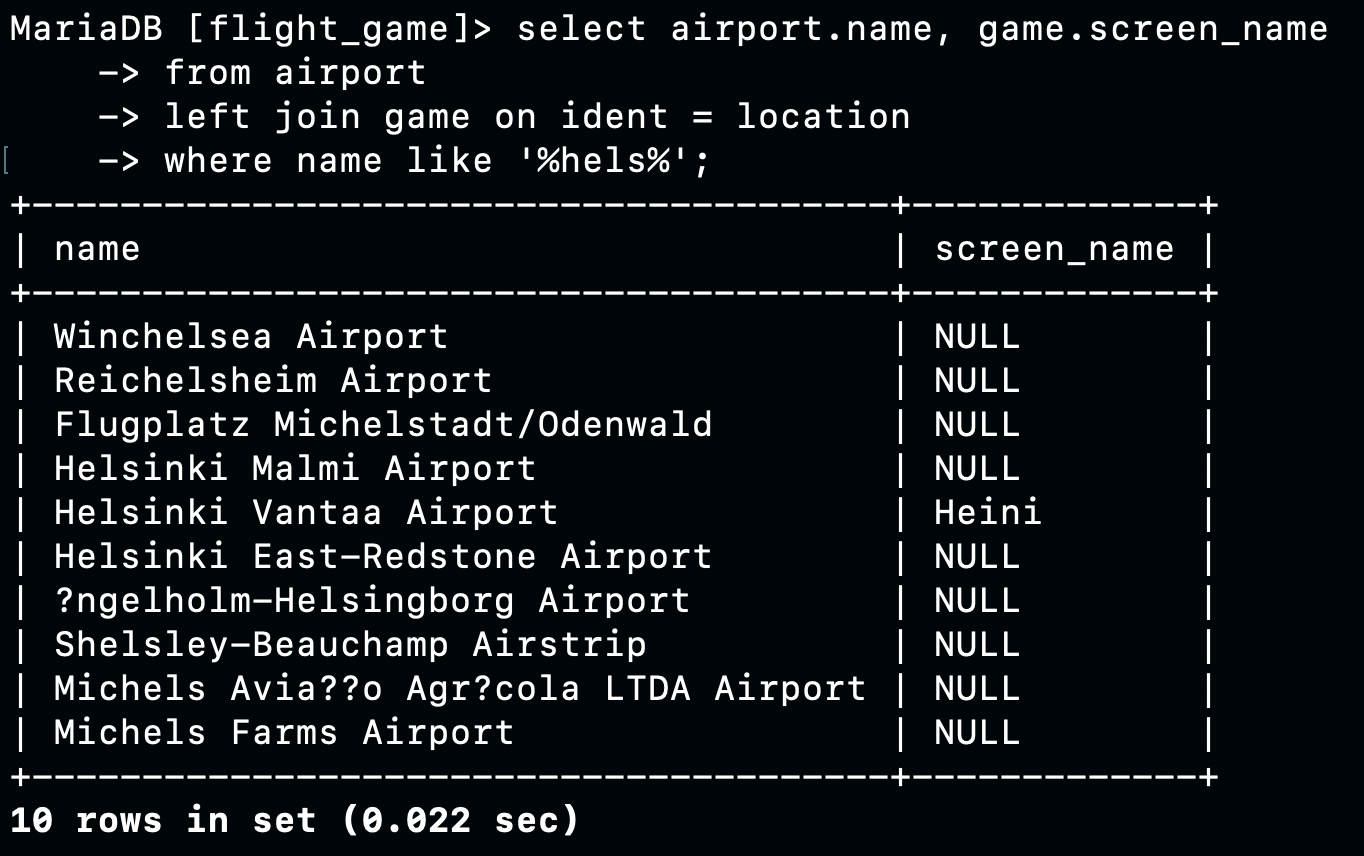 MariaDB [flight_game]> select airport.name, game.screen_name
    -> from airport
    -> left join game on ident = location
[    -> where name like '%hels%';
+---------------------------------------+-------------+
| name                                  | screen_name |
+---------------------------------------+-------------+
| Winchelsea Airport                    | NULL        |
| Reichelsheim Airport                  | NULL        |
| Flugplatz Michelstadt/Odenwald        | NULL        |
| Helsinki Malmi Airport                | NULL        |
| Helsinki Vantaa Airport               | Heini       |
| Helsinki East-Redstone Airport        | NULL        |
| ?ngelholm-Helsingborg Airport         | NULL        |
| Shelsley-Beauchamp Airstrip           | NULL        |
| Michels Avia??o Agr?cola LTDA Airport | NULL        |
| Michels Farms Airport                 | NULL        |
+---------------------------------------+-------------+
10 rows in set (0.022 sec)